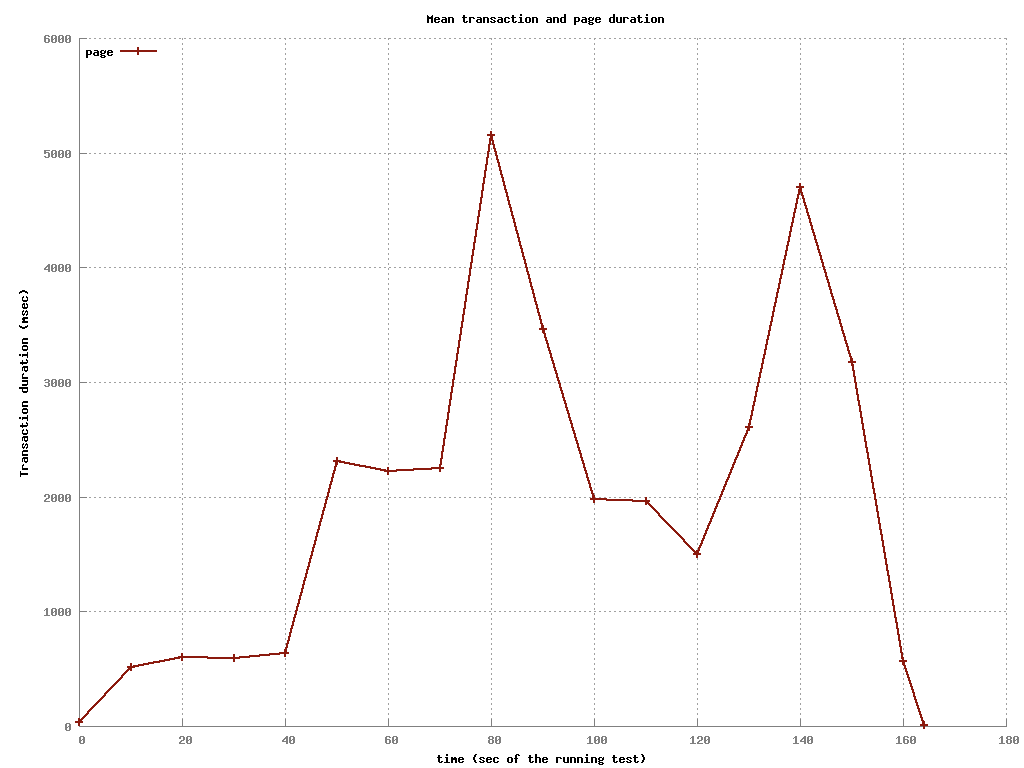 Mean transaction and page duration
6000
page
5000
4000
3000
2000
1000
0
Transaction duration (msec)
0 20 40 60 80 100 120 140 160 180
time (sec of the running test)